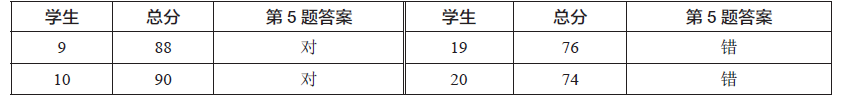 学生 总分 第5题答案 学生 总分 第5题答案
9 88 对 19 76 错
10 90 对 20 74 错